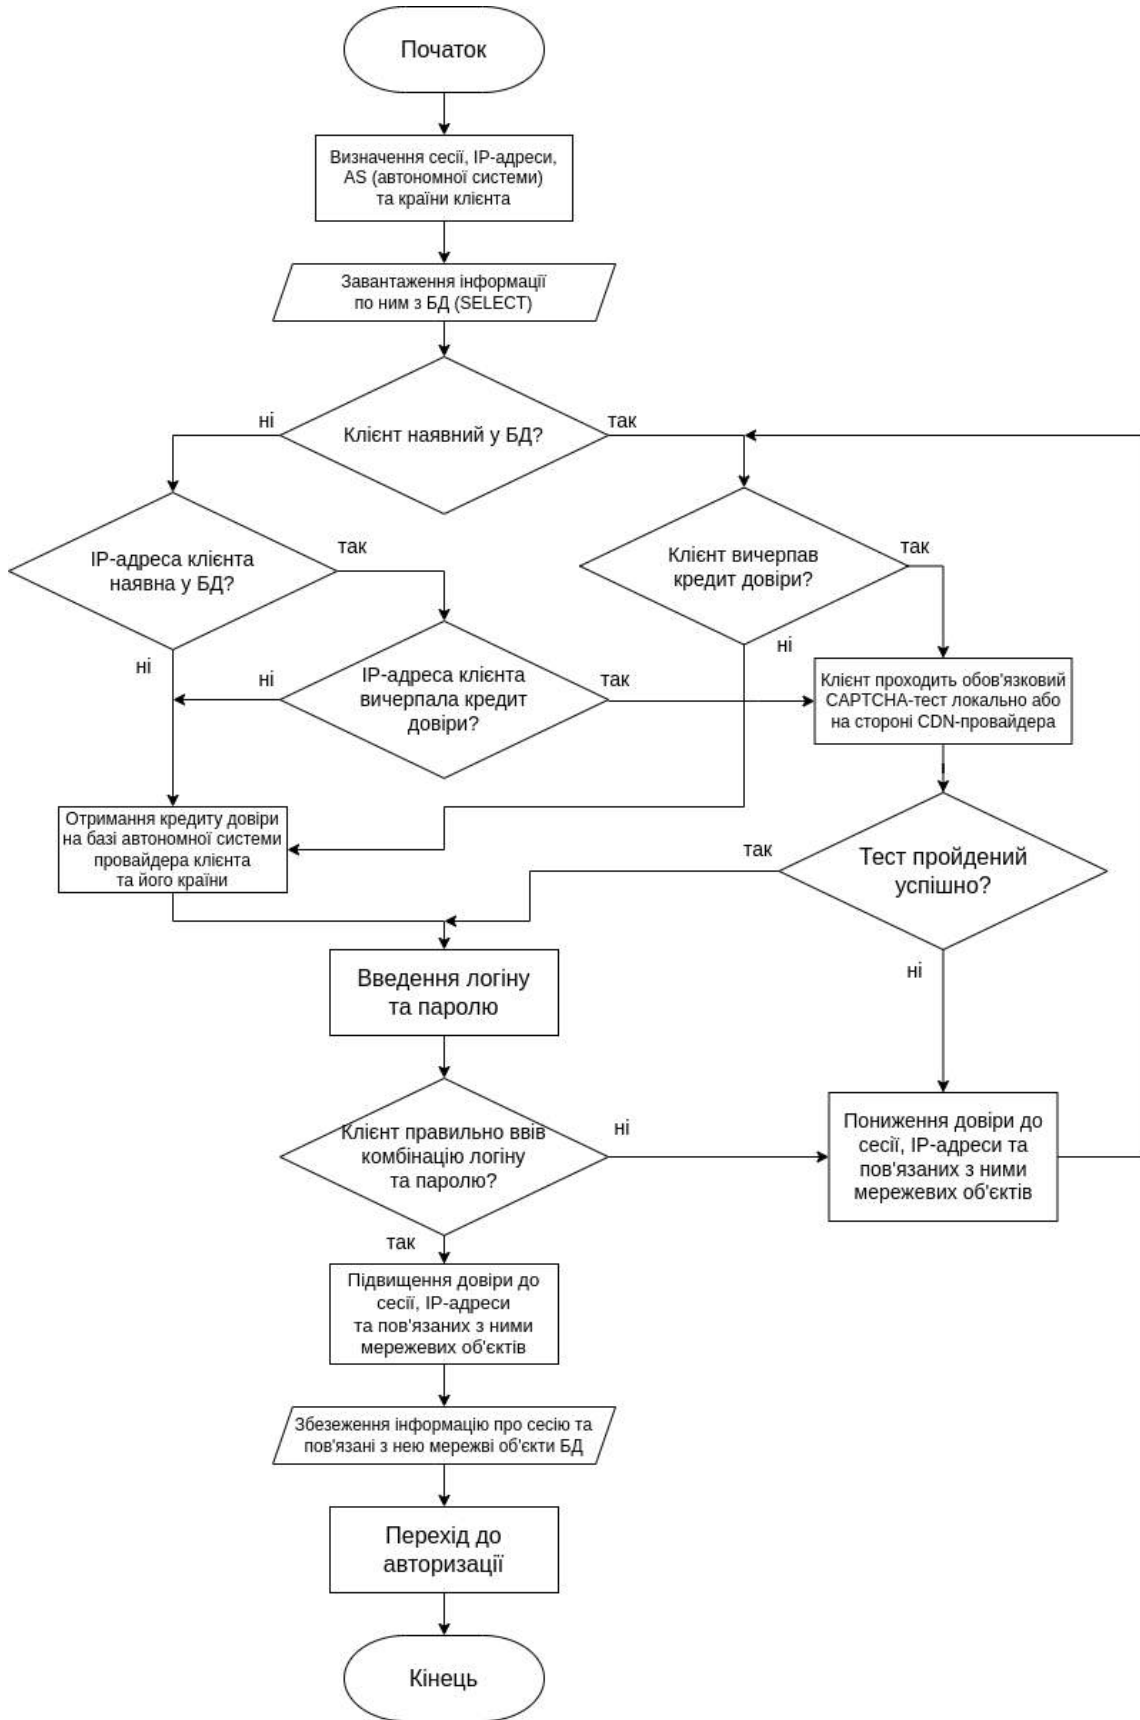 Початок
Визначення сесії, IP-адреси,
AS (автономної системи)
та країни клієнта
Завантаження інформації
по ним з БД (SELECT)
Клієнт наявний у БД?
ні
так
IP-адреса клієнта
наявна у БД?
так
ні
Клієнт вичерпав
кредит довіри?
так
ні
IP-адреса клієнта
вичерпала кредит
довіри?
ні
так
Клієнт проходить обов'язковий
CAPTCHA-тест локально або
на стороні CDN-провайдера
Отримання кредиту довіри
на базі автономної системи
провайдера клієнта
та його країни
Тест пройдений
успішно?
так
ні
Введення логіну
та паролю
Клієнт правильно ввів
комбінацію логіну
та паролю?
ні
так
Пониження довіри до
сесії, IP-адреси та
пов'язаних з ними
мережевих об'єктів
Підвищення довіри до
сесії, IP-адреси
та пов'язаних з ними
мережевих об'єктів
Збезеження інформацію про сесію та
пов'язані з нею мережві об'єкти БД
Перехід до
авторизації
Кінець